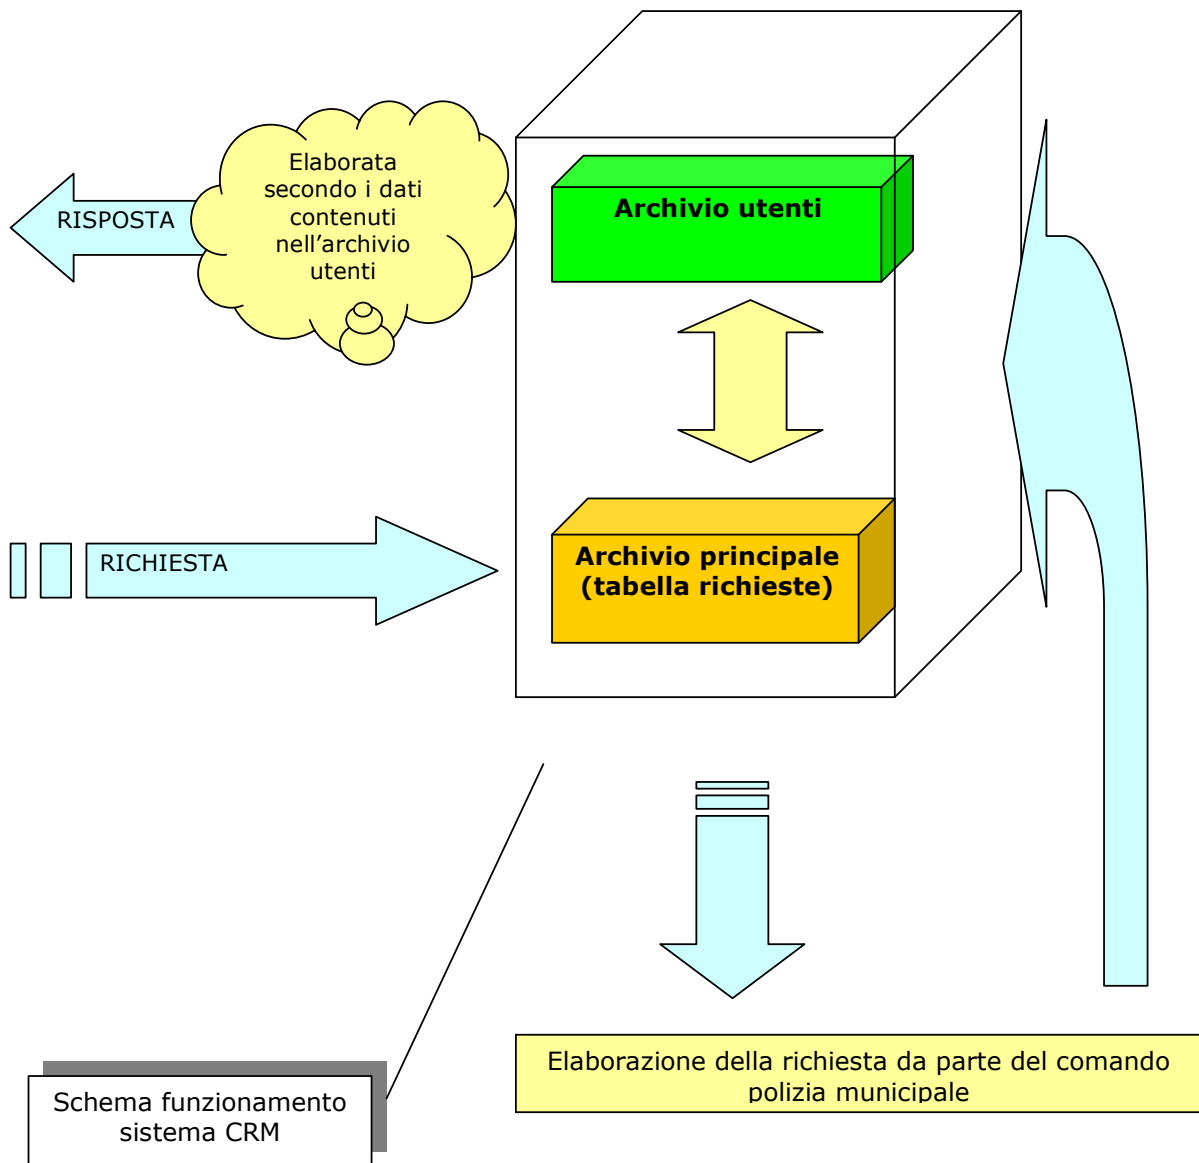 Elaborata
secondo i dati
contenuti
nell’archivio
utenti
RISPOSTA
Archivio utenti
RICHIESTA
Archivio principale
(tabella richieste)
Elaborazione della richiesta da parte del comando
polizia municipale
Schema funzionamento
sistema CRM